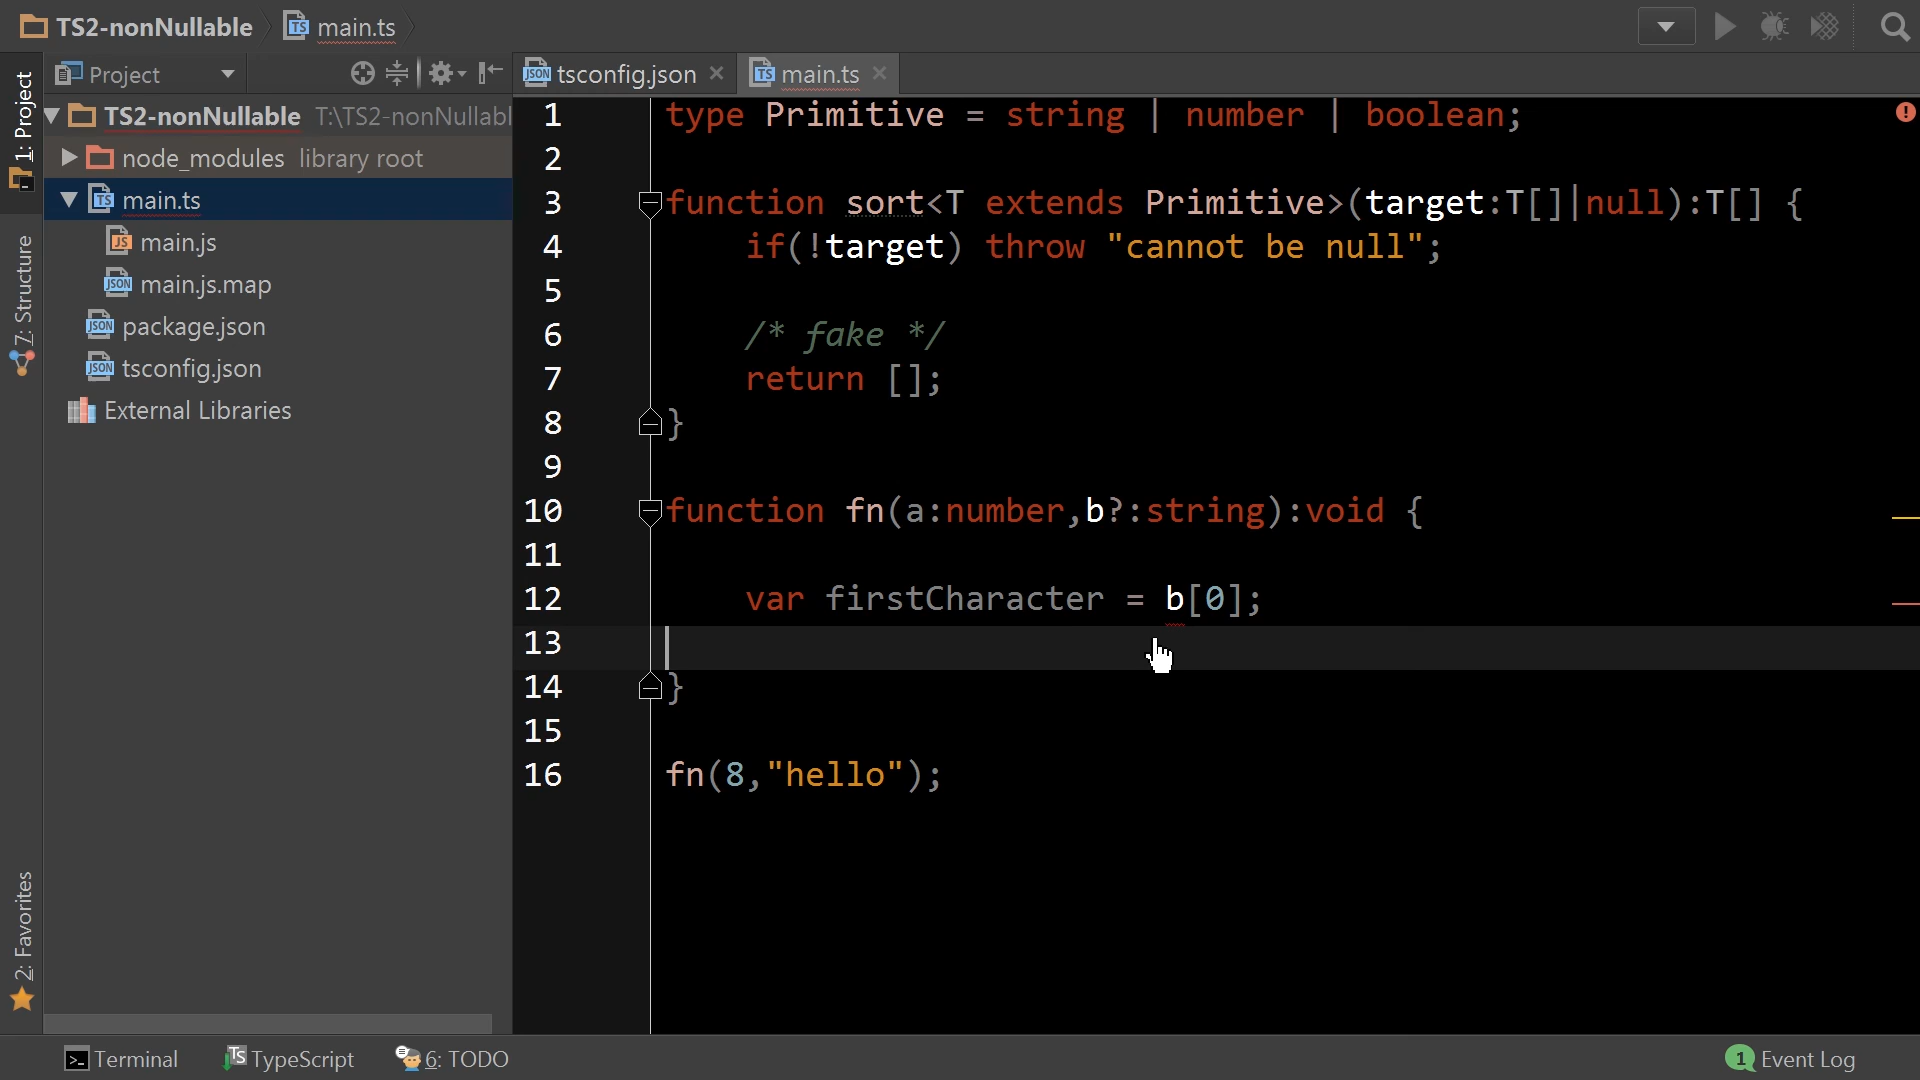 TS2-nonNullable
main.ts
1: Project
7: Structure
2: Favorites
Project
TS2-nonNullable T:\TS2-nonNullabl
node_modules library root
main.ts
main.js
main.js.map
package.json
tsconfig.json
External Libraries
tsconfig.json
main.ts
1 type Primitive = string | number | boolean;
2
3 function sort<T extends Primitive>(target:T[]|null):T[] {
4 if(!target) throw "cannot be null";
5
6 /* fake */
7 return [];
8 }
9
10 function fn(a:number,b?:string):void {
11
12 var firstCharacter = b[0];
13
14 }
15
16 fn(8,"hello");
Terminal
TypeScript
6: TODO
1 Event Log